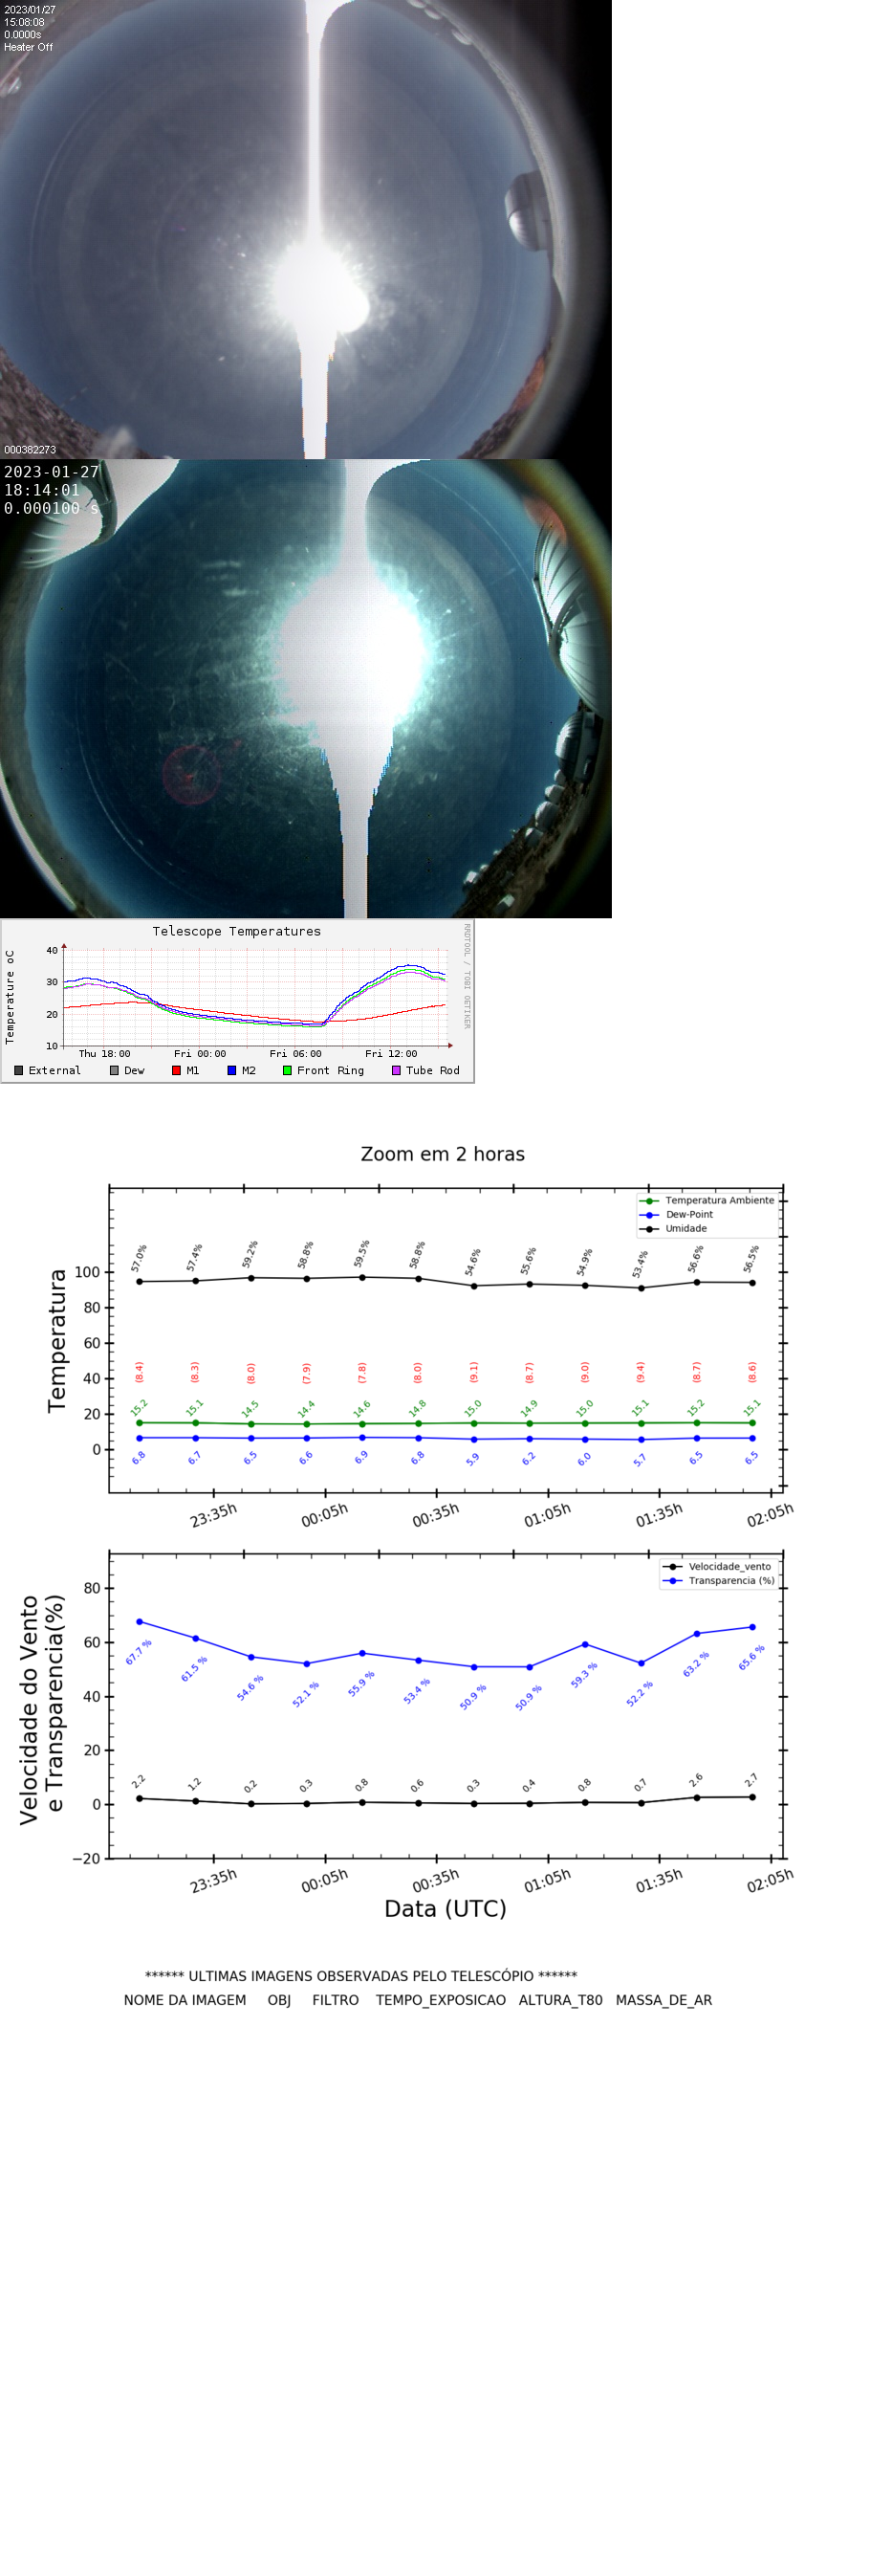 2023/01/27
15:08:08
0.0000s
Heater Off
000382273
2023-01-27
18:14:01
0.000100 s
Telescope Temperatures
RRDTOOL / TOBI OETIKER
Temperature oC
40
30
20
10
Thu 18:00 Fri 00:00 Fri 06:00 Fri 12:00
External Dew M1 M2 Front Ring Tube Rod
Zoom em 2 horas
Temperatura Ambiente
Dew-Point
Umidade
Temperatura
100
80
60
40
20
0
57.0% 57.4% 59.2% 58.8% 59.5% 58.8% 54.6% 55.6% 54.9% 53.4% 56.6% 56.5%
(8.4) (8.3) (8.0) (7.9) (7.8) (8.0) (9.1) (8.7) (9.0) (9.4) (8.7) (8.6)
15.2 15.1 14.5 14.4 14.6 14.8 15.0 14.9 15.0 15.1 15.2 15.1
6.8 6.7 6.5 6.6 6.9 6.8 5.9 6.2 6.0 5.7 6.5 6.5
23:35h 00:05h 00:35h 01:05h 01:35h 02:05h
Velocidade_vento
Transparencia (%)
Velocidade do Vento
e Transparencia(%)
80
60
40
20
0
−20
67.7 % 61.5 % 54.6 % 52.1 % 55.9 % 53.4 % 50.9 % 50.9 % 59.3 % 52.2 % 63.2 % 65.6 %
2.2 1.2 0.2 0.3 0.8 0.6 0.3 0.4 0.8 0.7 2.6 2.7
23:35h 00:05h 00:35h 01:05h 01:35h 02:05h
Data (UTC)
****** ULTIMAS IMAGENS OBSERVADAS PELO TELESCÓPIO ******
NOME DA IMAGEM OBJ FILTRO TEMPO_EXPOSICAO ALTURA_T80 MASSA_DE_AR